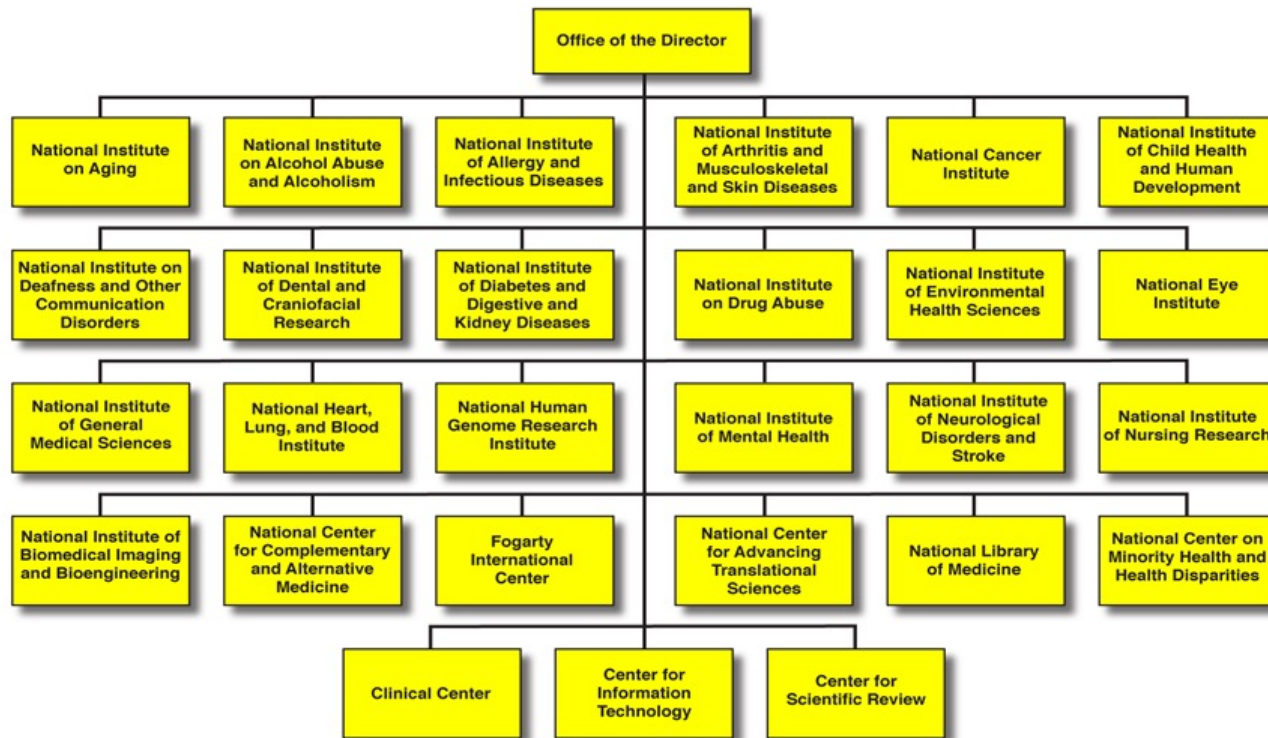 Office of the Director
National Institute
on Aging
National Institute
on Alcohol Abuse
and Alcoholism
National Institute
of Allergy and
Infectious Diseases
National Institute
of Arthritis and
Musculoskeletal
and Skin Diseases
National Cancer
Institute
National Institute
of Child Health
and Human
Development
National Institute on
Deafness and Other
Communication
Disorders
National Institute
of Dental and
Craniofacial
Research
National Institute
of Diabetes and
Digestive and
Kidney Diseases
National Institute
on Drug Abuse
National Institute
of Environmental
Health Sciences
National Eye
Institute
National Institute
of General
Medical Sciences
National Heart,
Lung, and Blood
Institute
National Human
Genome Research
Institute
National Institute
of Mental Health
National Institute
of Neurological
Disorders and
Stroke
National Institute
of Nursing Research
National Institute of
Biomedical Imaging
and Bioengineering
National Center
for Complementary
and Alternative
Medicine
Fogarty
International
Center
National Center
for Advancing
Translational
Sciences
National Library
of Medicine
National Center on
Minority Health and
Health Disparities
Clinical Center
Center for
Information
Technology
Center for
Scientific Review